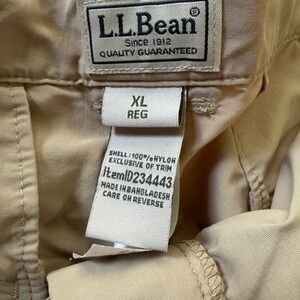 L.L.Bean
Since 1912
QUALITY GUARANTEED
XL
REG
SHELL: 100%NYLON
EXCLUSIVE OF TRIM
ItemID234443
MADE IN BANGLADESH
CARE ON REVERSE